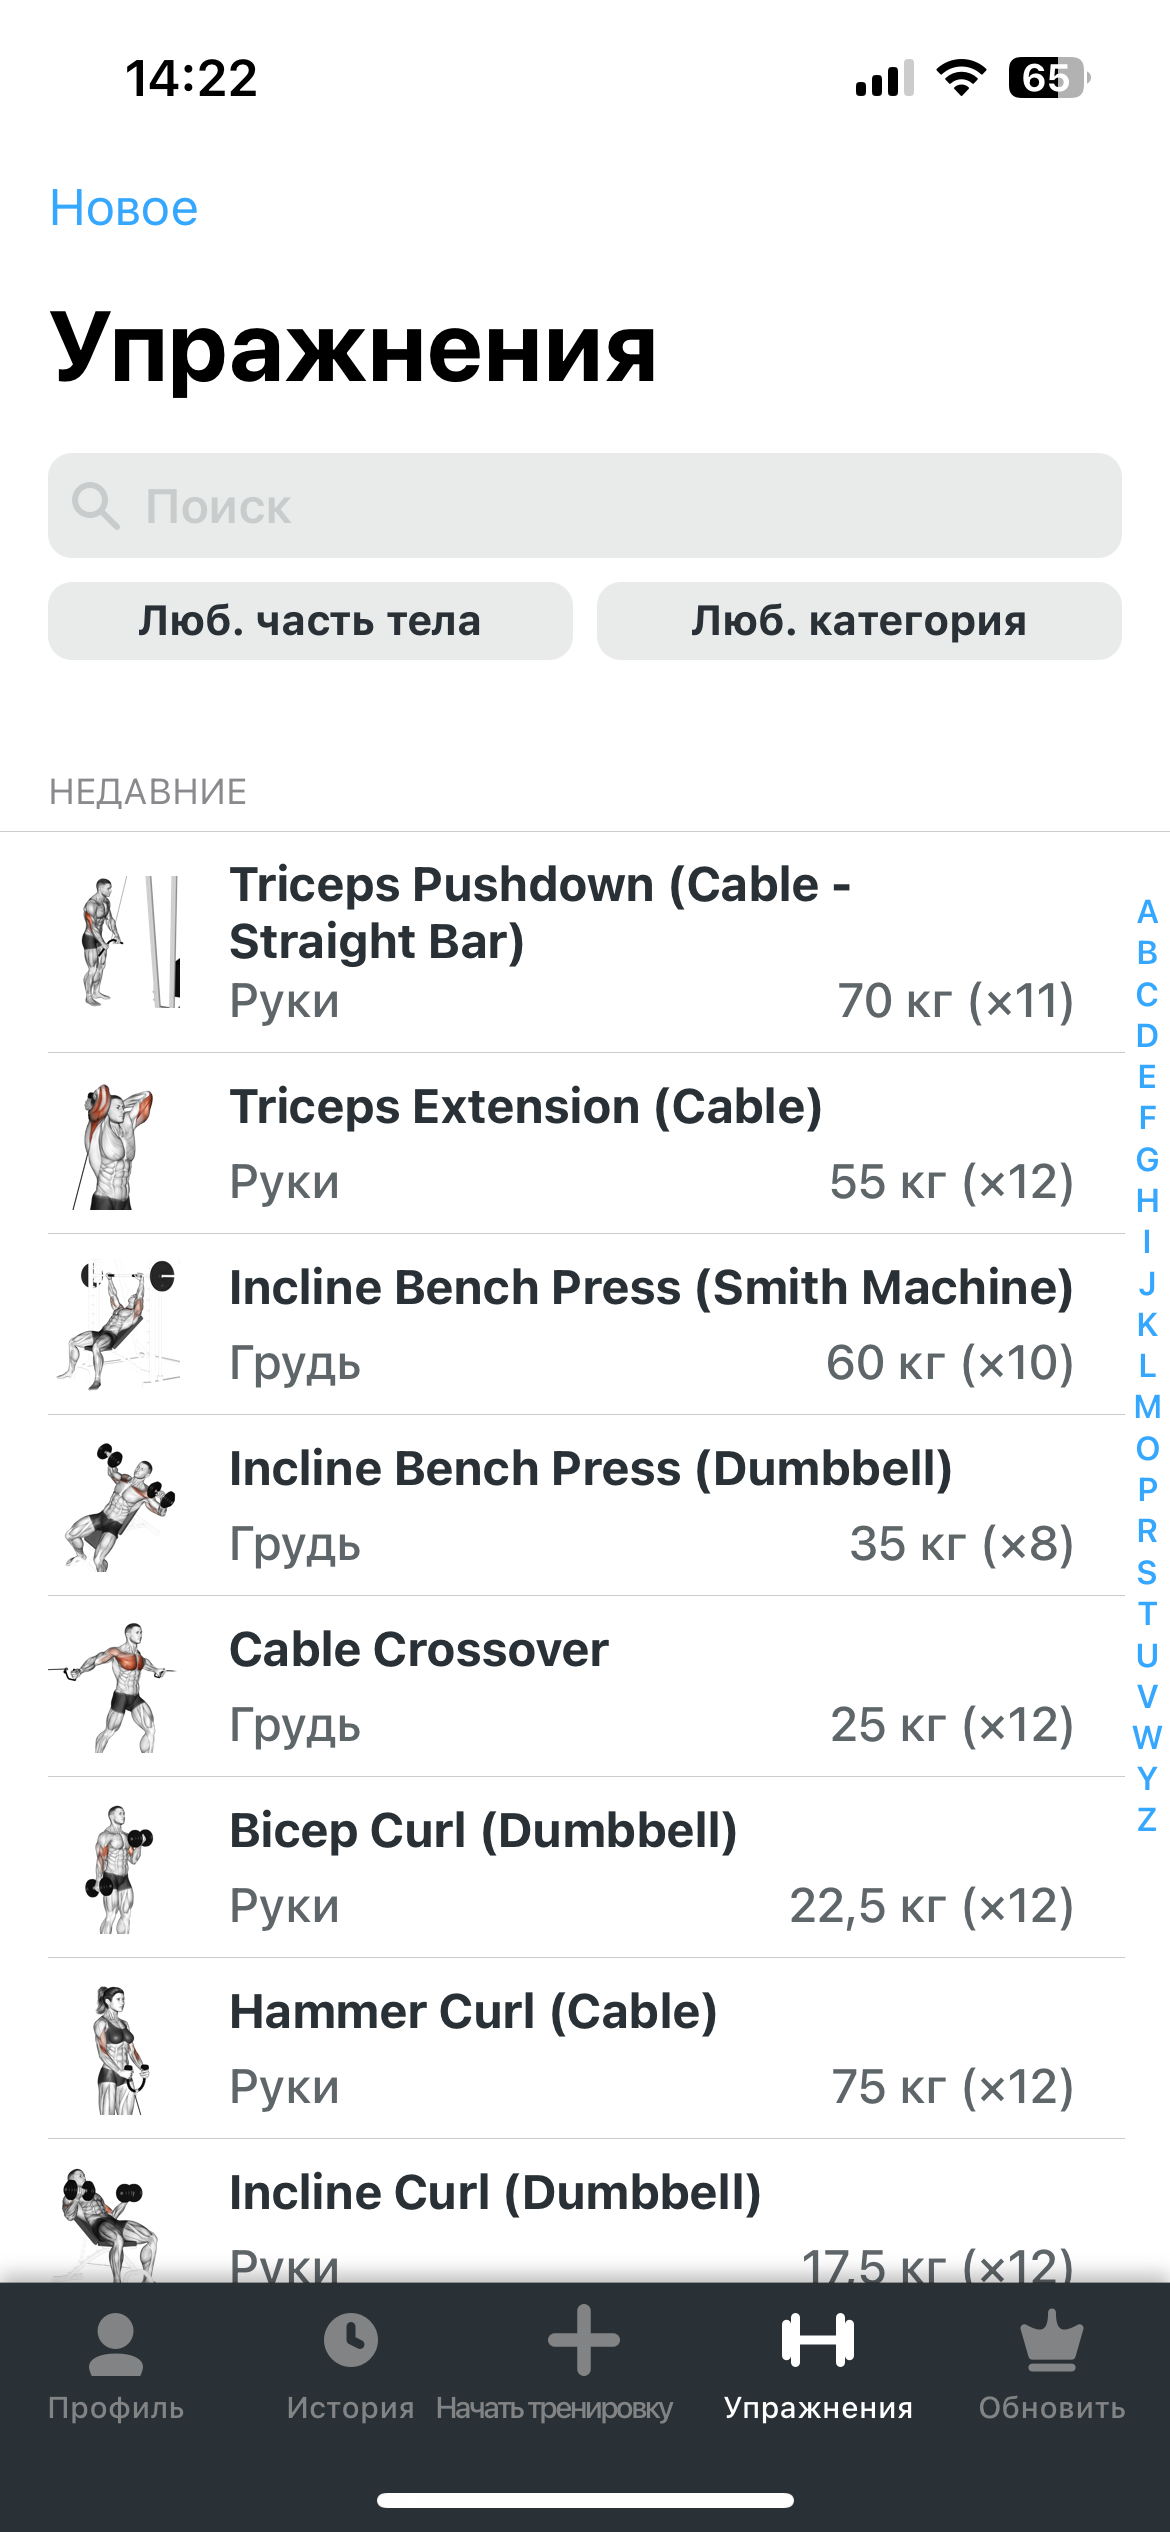 14:22
65
Новое
Упражнения
Поиск
Люб. часть тела
Люб. категория
НЕДАВНИЕ
Triceps Pushdown (Cable -
Straight Bar)
Руки
70 кг (×11)
Triceps Extension (Cable)
Руки
55 кг (×12)
Incline Bench Press (Smith Machine)
Грудь
60 кг (×10)
Incline Bench Press (Dumbbell)
Грудь
35 кг (×8)
Cable Crossover
Грудь
25 кг (×12)
Bicep Curl (Dumbbell)
Руки
22,5 кг (×12)
Hammer Curl (Cable)
Руки
75 кг (×12)
Incline Curl (Dumbbell)
Руки
17,5 кг (×12)
A
B
C
D
E
F
G
H
I
J
K
L
M
O
P
R
S
T
U
V
W
Y
Z
Профиль
История
Начать тренировку
Упражнения
Обновить